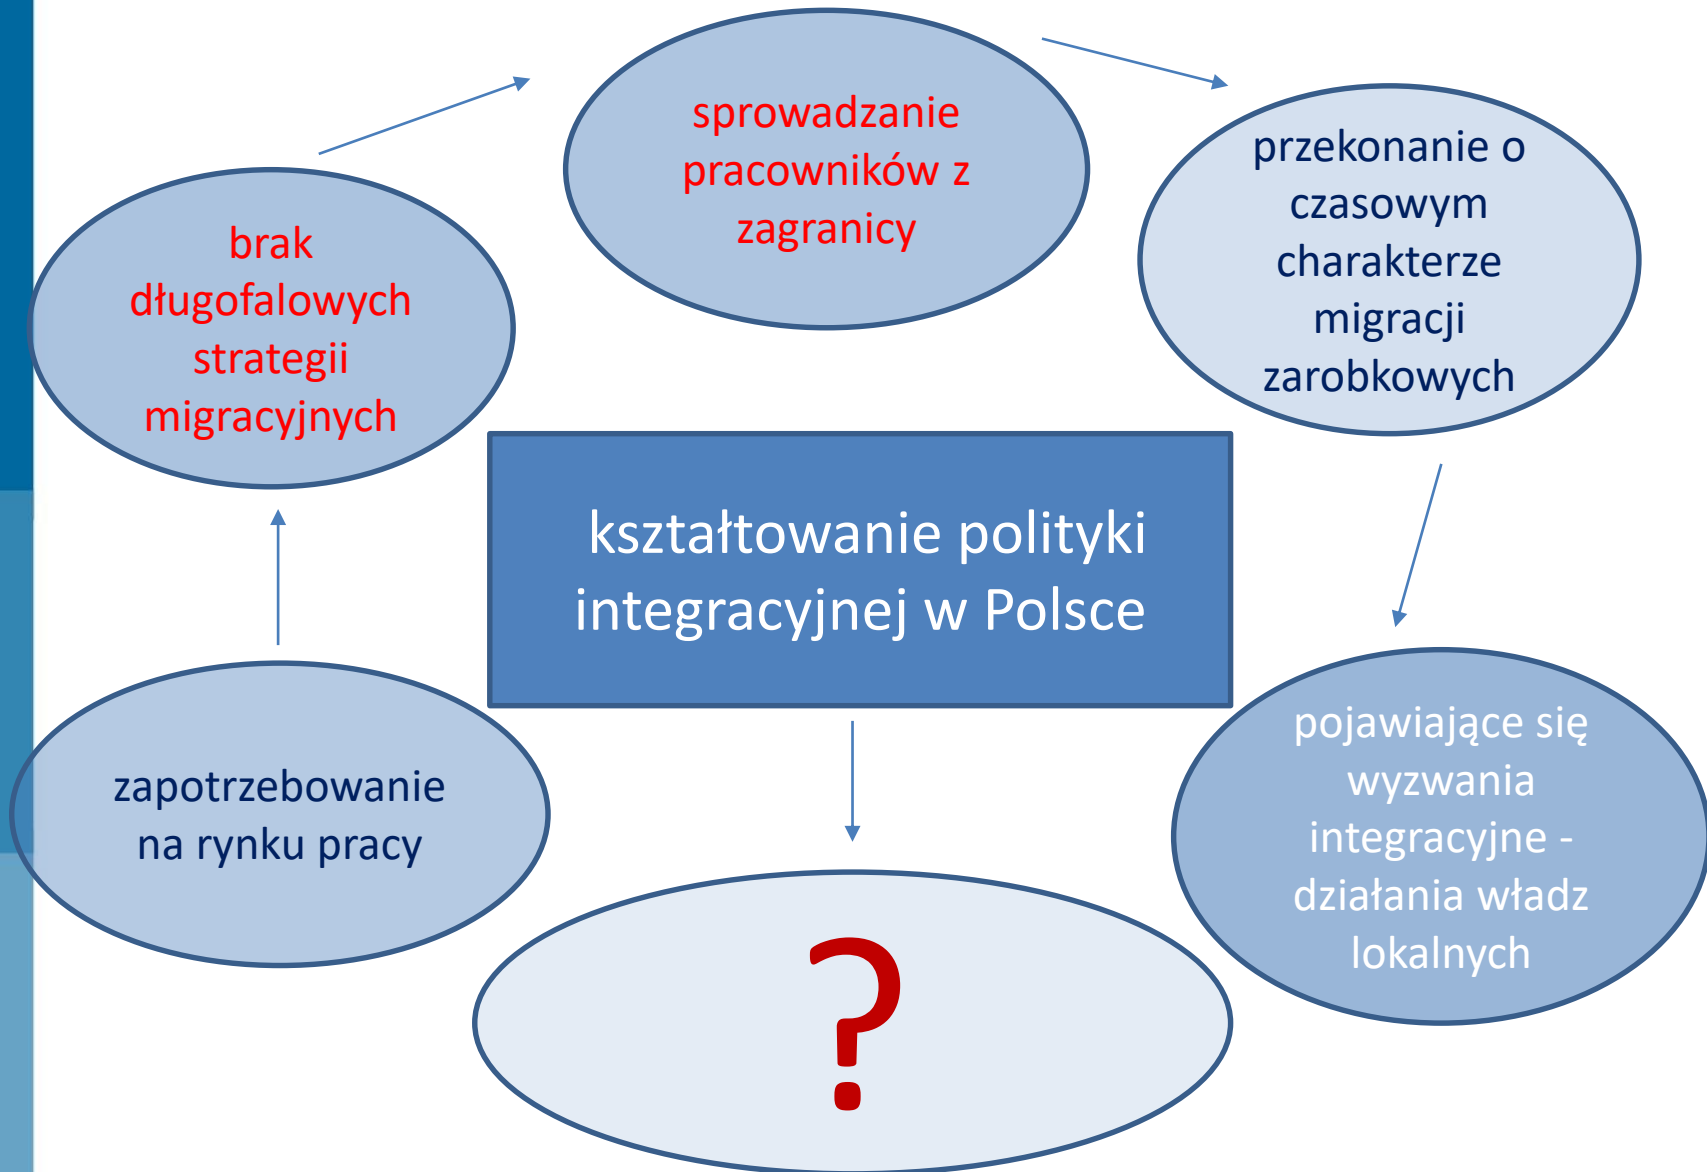 sprowadzanie
pracowników z
zagranicy
przekonanie o
czasowym
charakterze
migracji
zarobkowych
brak
długofalowych
strategii
migracyjnych
kształtowanie polityki
integracyjnej w Polsce
pojawiające się
wyzwania
integracyjne -
działania władz
lokalnych
zapotrzebowanie
na rynku pracy
?